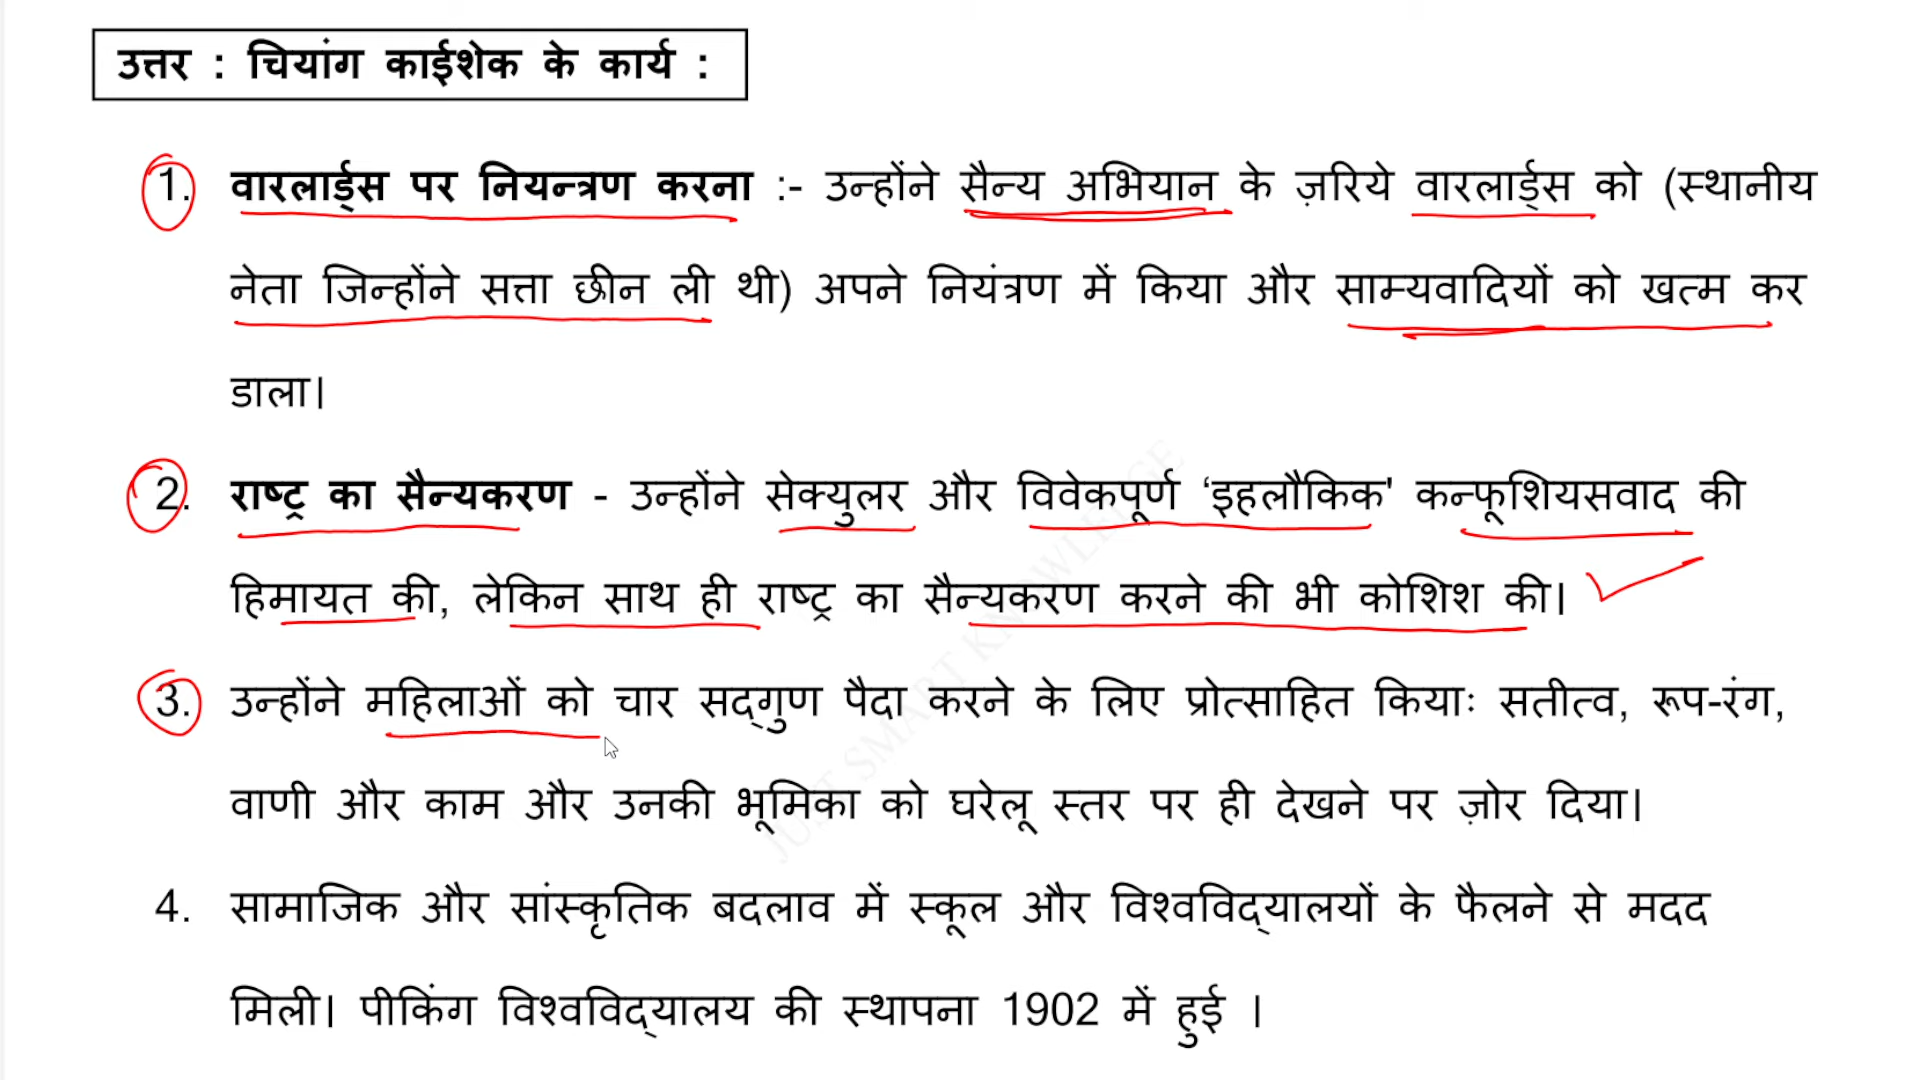 उत्तर : चियांग काईशेक के कार्य :
1. वारलार्ड्स पर नियन्त्रण करना :- उन्होंने सैन्य अभियान के ज़रिये वारलार्ड्स को (स्थानीय
नेता जिन्होंने सत्ता छीन ली थी) अपने नियंत्रण में किया और साम्यवादियों को खत्म कर
डाला।
2. राष्ट्र का सैन्यकरण - उन्होंने सेक्युलर और विवेकपूर्ण ‘इहलौकिक' कन्फूशियसवाद की
हिमायत की, लेकिन साथ ही राष्ट्र का सैन्यकरण करने की भी कोशिश की।
3. उन्होंने महिलाओं को चार सद्‌गुण पैदा करने के लिए प्रोत्साहित कियाः सतीत्व, रूप-रंग,
वाणी और काम और उनकी भूमिका को घरेलू स्तर पर ही देखने पर ज़ोर दिया।
4. सामाजिक और सांस्कृतिक बदलाव में स्कूल और विश्वविद्‌यालयों के फैलने से मदद
मिली। पीकिंग विश्वविद्‌यालय की स्थापना 1902 में हुई ।
JUST SMART KNOWLEDGE